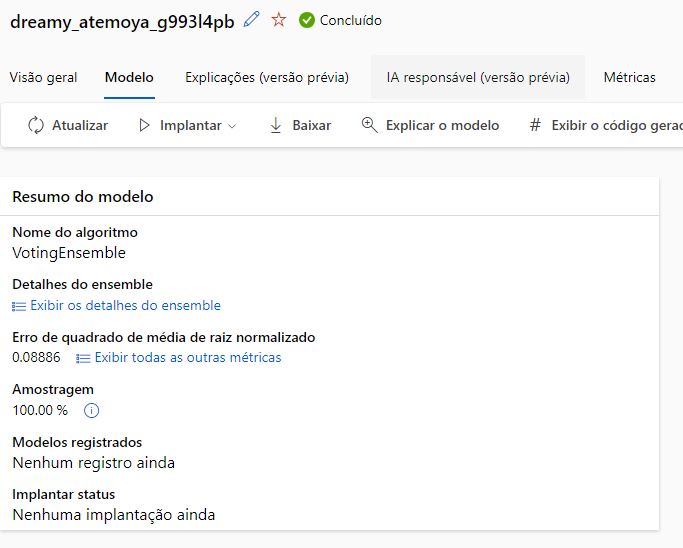 dreamy_atemoya_g993l4pb Concluído
Visão geral Modelo Explicações (versão prévia) IA responsável (versão prévia) Métricas
Atualizar Implantar Baixar Explicar o modelo # Exibir o código gerad
Resumo do modelo
Nome do algoritmo
VotingEnsemble
Detalhes do ensemble
Exibir os detalhes do ensemble
Erro de quadrado de média de raiz normalizado
0.08886 Exibir todas as outras métricas
Amostragem
100.00 %
Modelos registrados
Nenhum registro ainda
Implantar status
Nenhuma implantação ainda